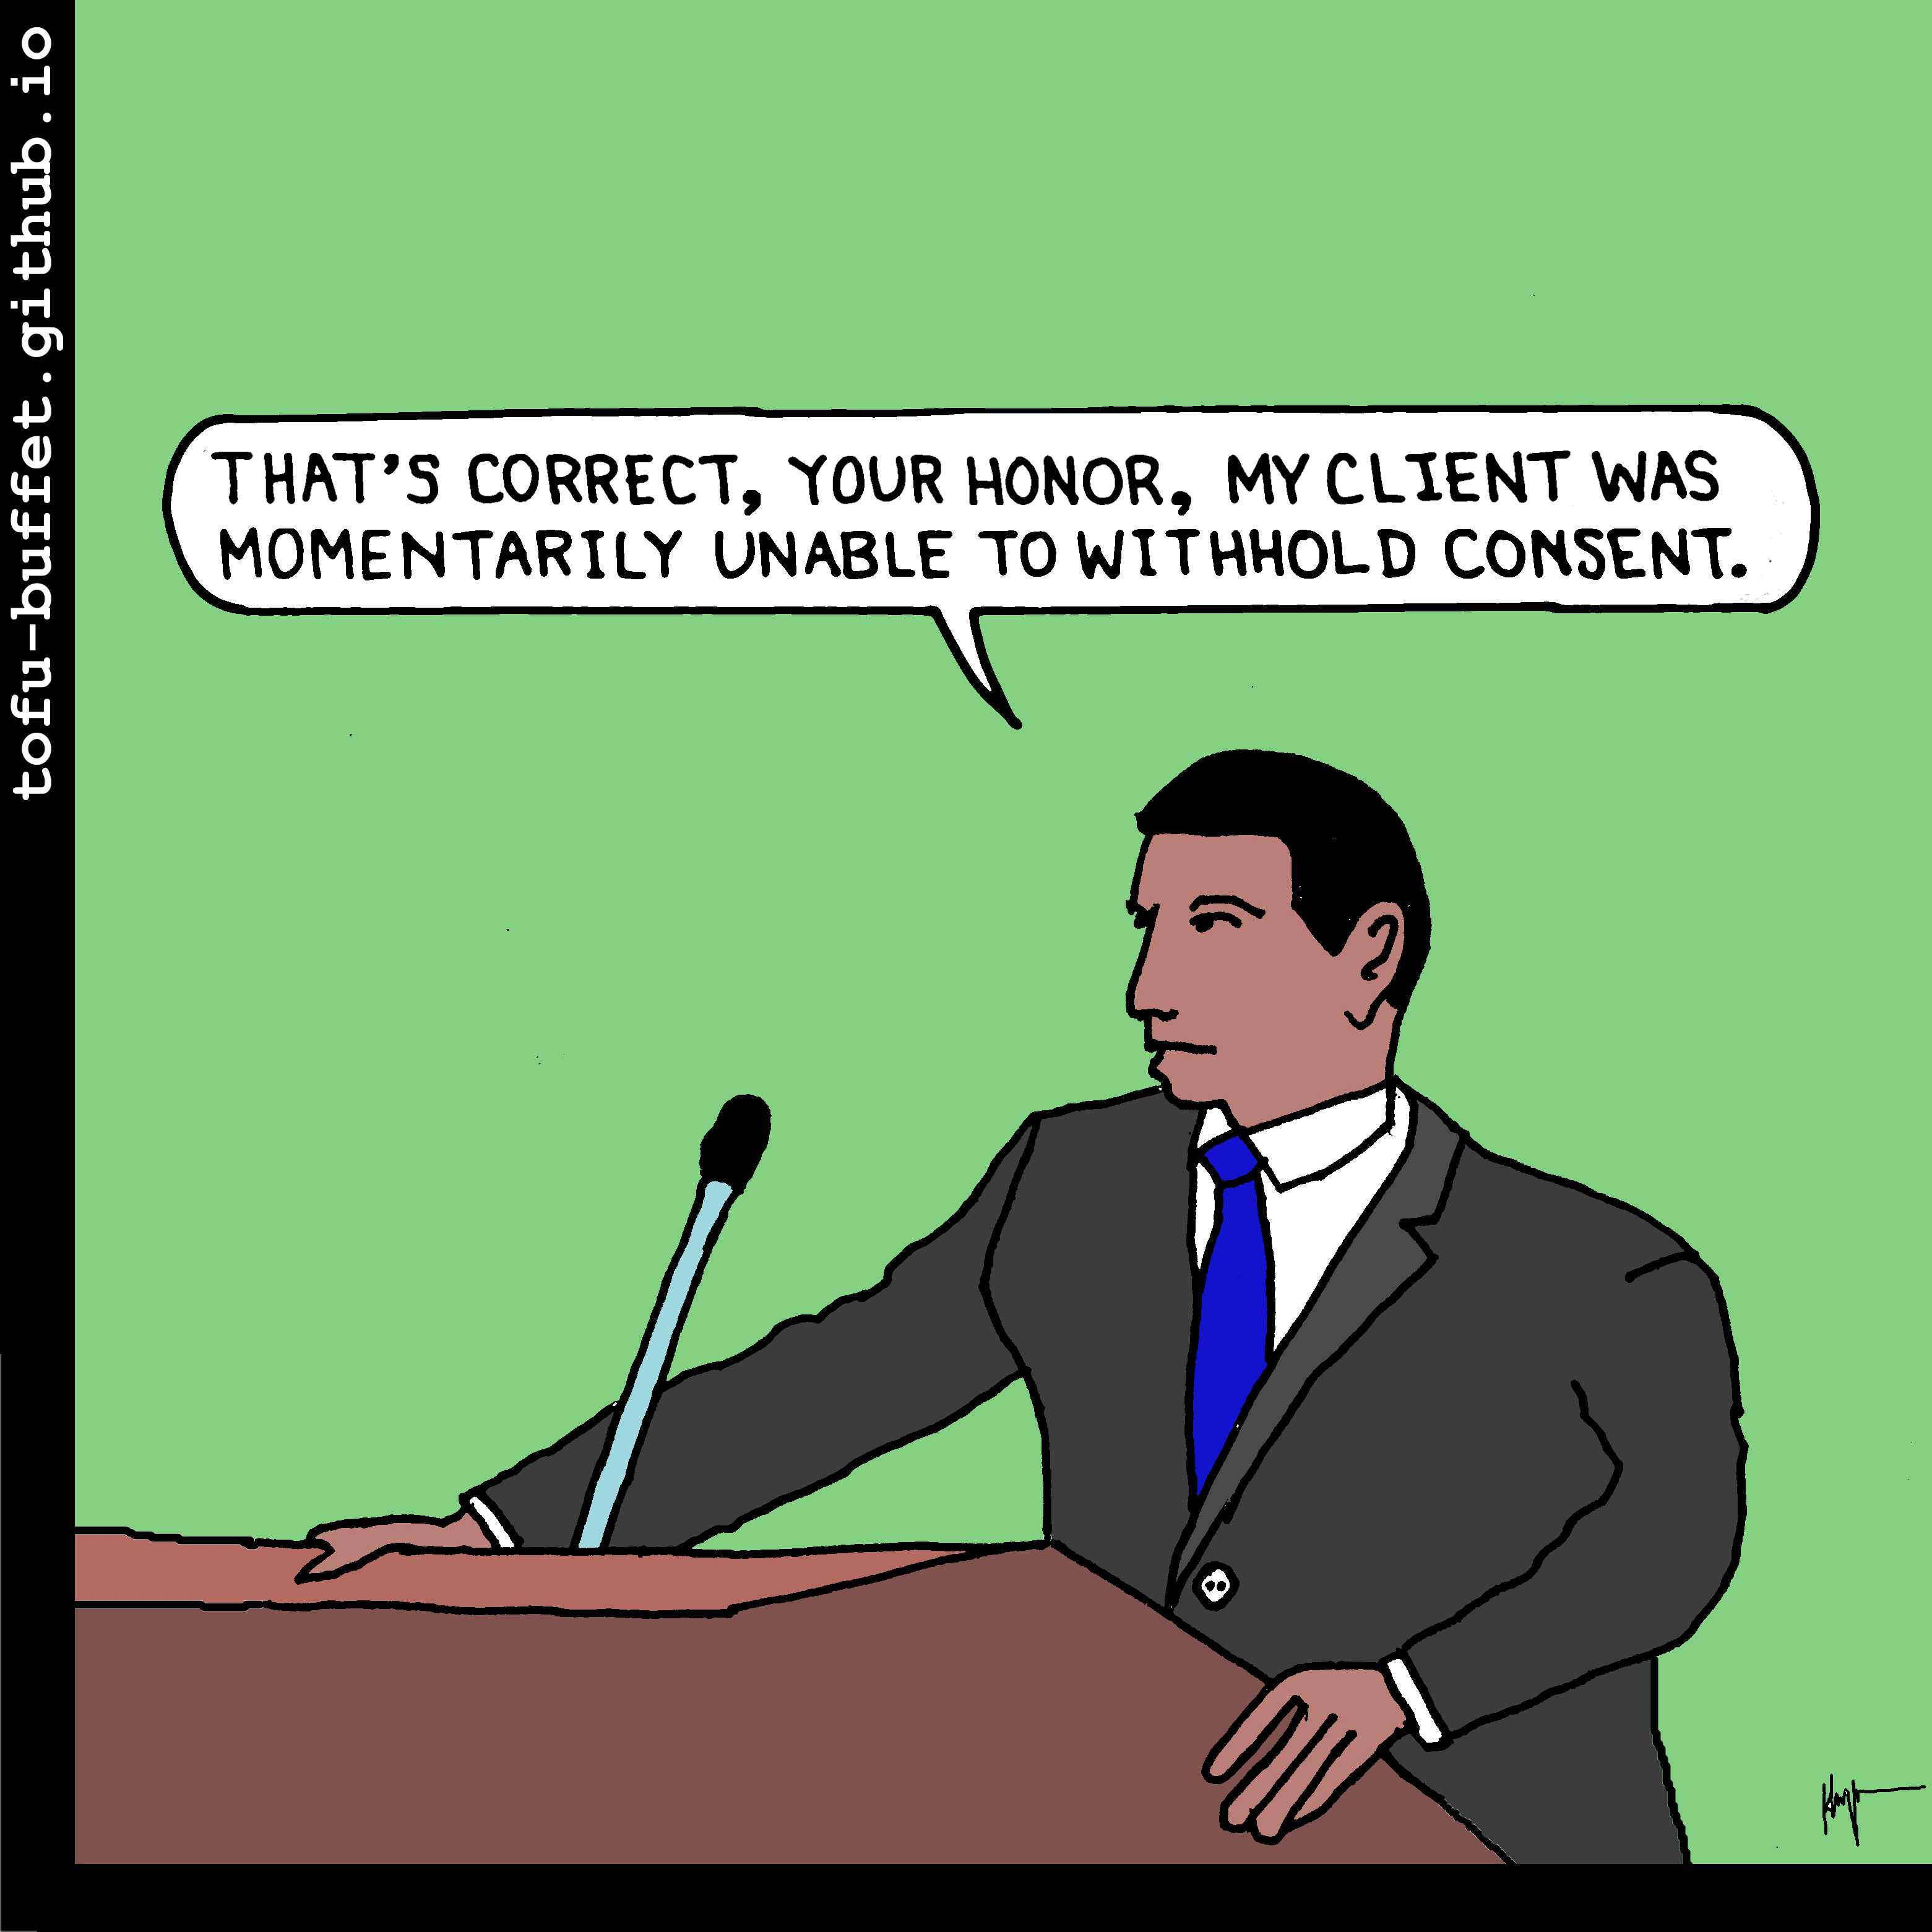 tofu-buffet.github.io
THAT'S CORRECT, YOUR HONOR, MY CLIENT WAS
MOMENTARILY UNABLE TO WITHHOLD CONSENT.